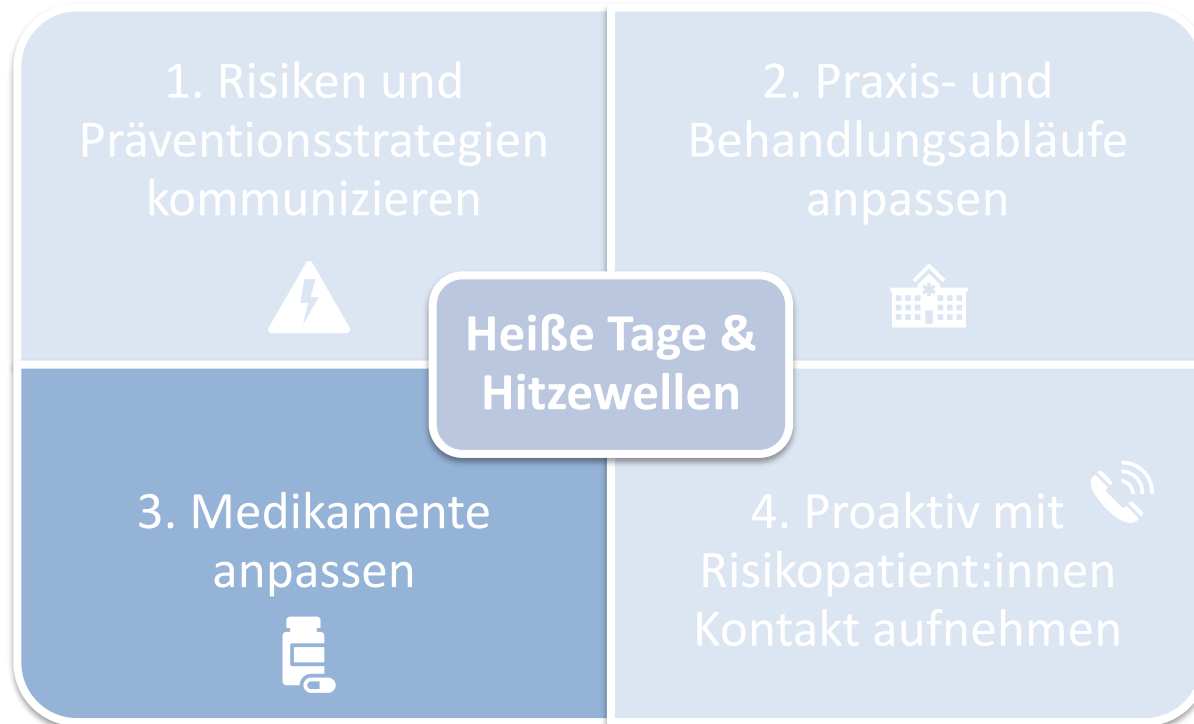 1. Risiken und
Präventionsstrategien
kommunizieren
2. Praxis- und
Behandlungsabläufe
anpassen
Heiße Tage &
Hitzewellen
3. Medikamente
anpassen
4. Proaktiv mit
Risikopatient:innen
Kontakt aufnehmen